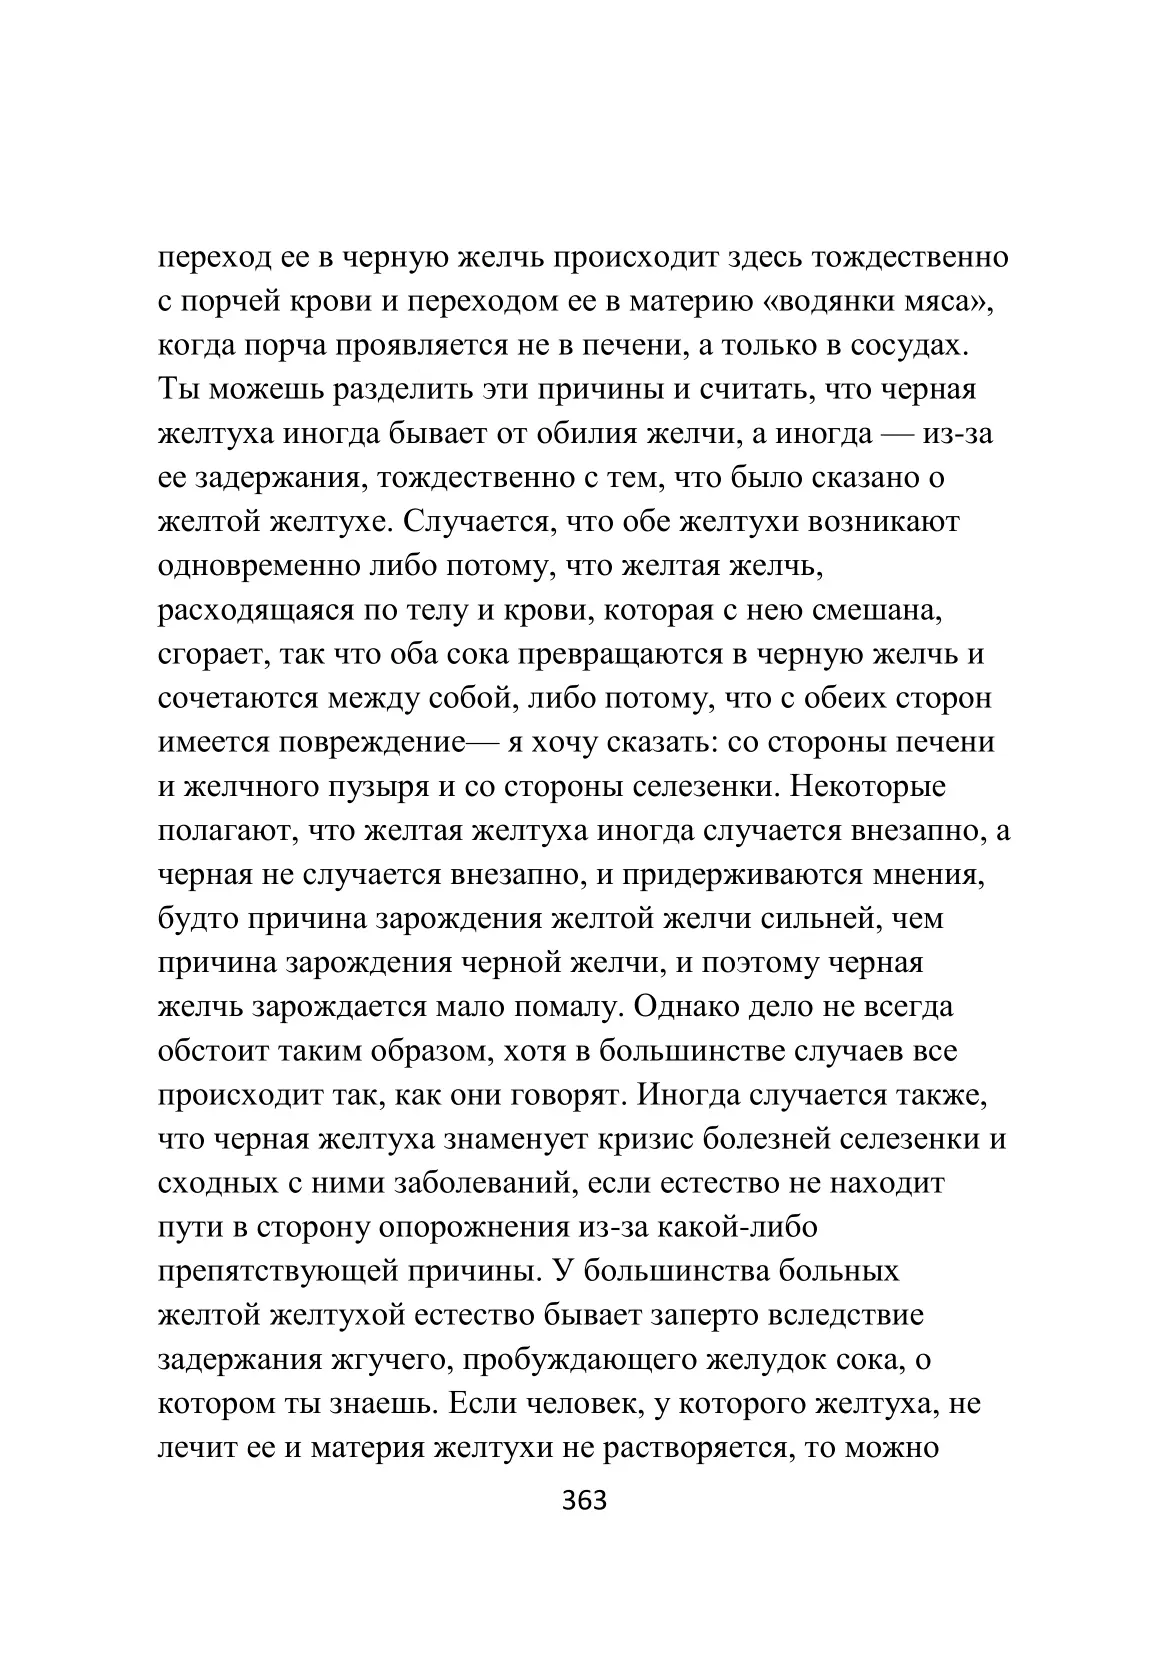 переход ее в черную желчь происходит здесь тождественно
с порчей крови и переходом ее в материю «водянки мяса»,
когда порча проявляется не в печени, а только в сосудах.
Ты можешь разделить эти причины и считать, что черная
желтуха иногда бывает от обилия желчи, а иногда — из-за
ее задержания, тождественно с тем, что было сказано о
желтой желтухе. Случается, что обе желтухи возникают
одновременно либо потому, что желтая желчь,
расходящаяся по телу и крови, которая с нею смешана,
сгорает, так что оба сока превращаются в черную желчь и
сочетаются между собой, либо потому, что с обеих сторон
имеется повреждение— я хочу сказать: со стороны печени
и желчного пузыря и со стороны селезенки. Некоторые
полагают, что желтая желтуха иногда случается внезапно, а
черная не случается внезапно, и придерживаются мнения,
будто причина зарождения желтой желчи сильней, чем
причина зарождения черной желчи, и поэтому черная
желчь зарождается мало помалу. Однако дело не всегда
обстоит таким образом, хотя в большинстве случаев все
происходит так, как они говорят. Иногда случается также,
что черная желтуха знаменует кризис болезней селезенки и
сходных с ними заболеваний, если естество не находит
пути в сторону опорожнения из-за какой-либо
препятствующей причины. У большинства больных
желтой желтухой естество бывает заперто вследствие
задержания жгучего, пробуждающего желудок сока, о
котором ты знаешь. Если человек, у которого желтуха, не
лечит ее и материя желтухи не растворяется, то можно
363